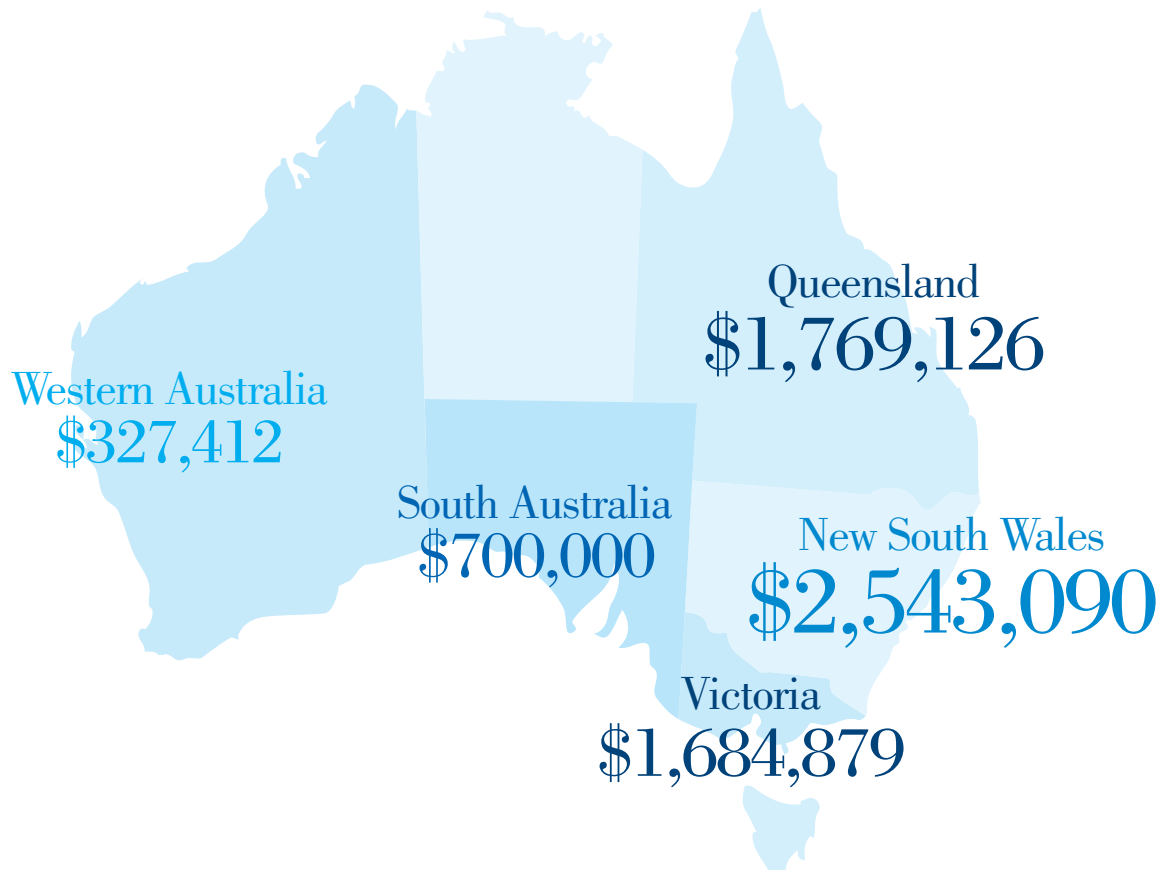 Queensland
$1,769,126
Western Australia
$327,412
South Australia
$700,000
New South Wales
$2,543,090
Victoria
$1,684,879